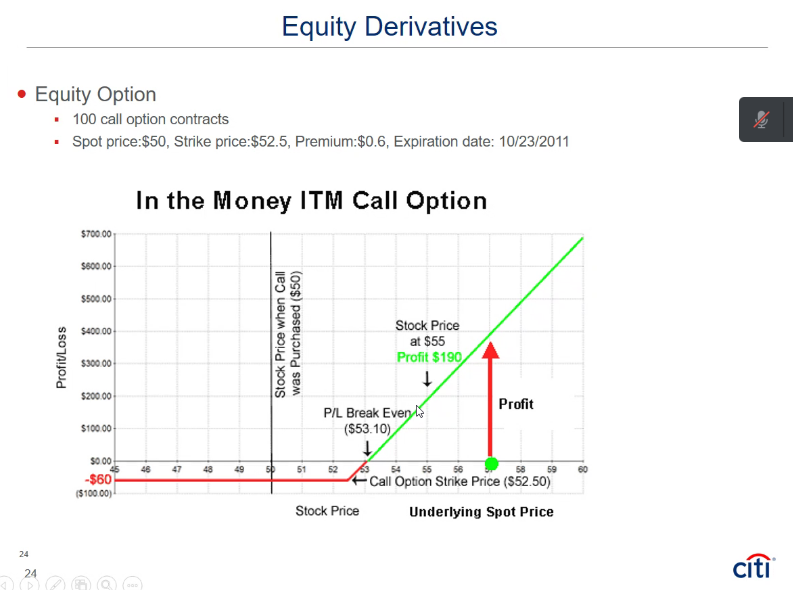 Equity Derivatives
Equity Option
100 call option contracts
Spot price:$50, Strike price:$52.5, Premium:$0.6, Expiration date: 10/23/2011
In the Money ITM Call Option
$700.00
$600.00
$500.00
$400.00
$300.00
$200.00
$100.00
$0.00
-$60
($100.00)
Profit/Loss
Stock Price when Call
was Purchased ($50)
Stock Price
at $55
Profit $190
P/L Break Even
($53.10)
Profit
45 46 47 48 49 50 51 52 53 54 55 56 57 58 59 60
Call Option Strike Price ($52.50)
Stock Price
Underlying Spot Price
24
24
citi